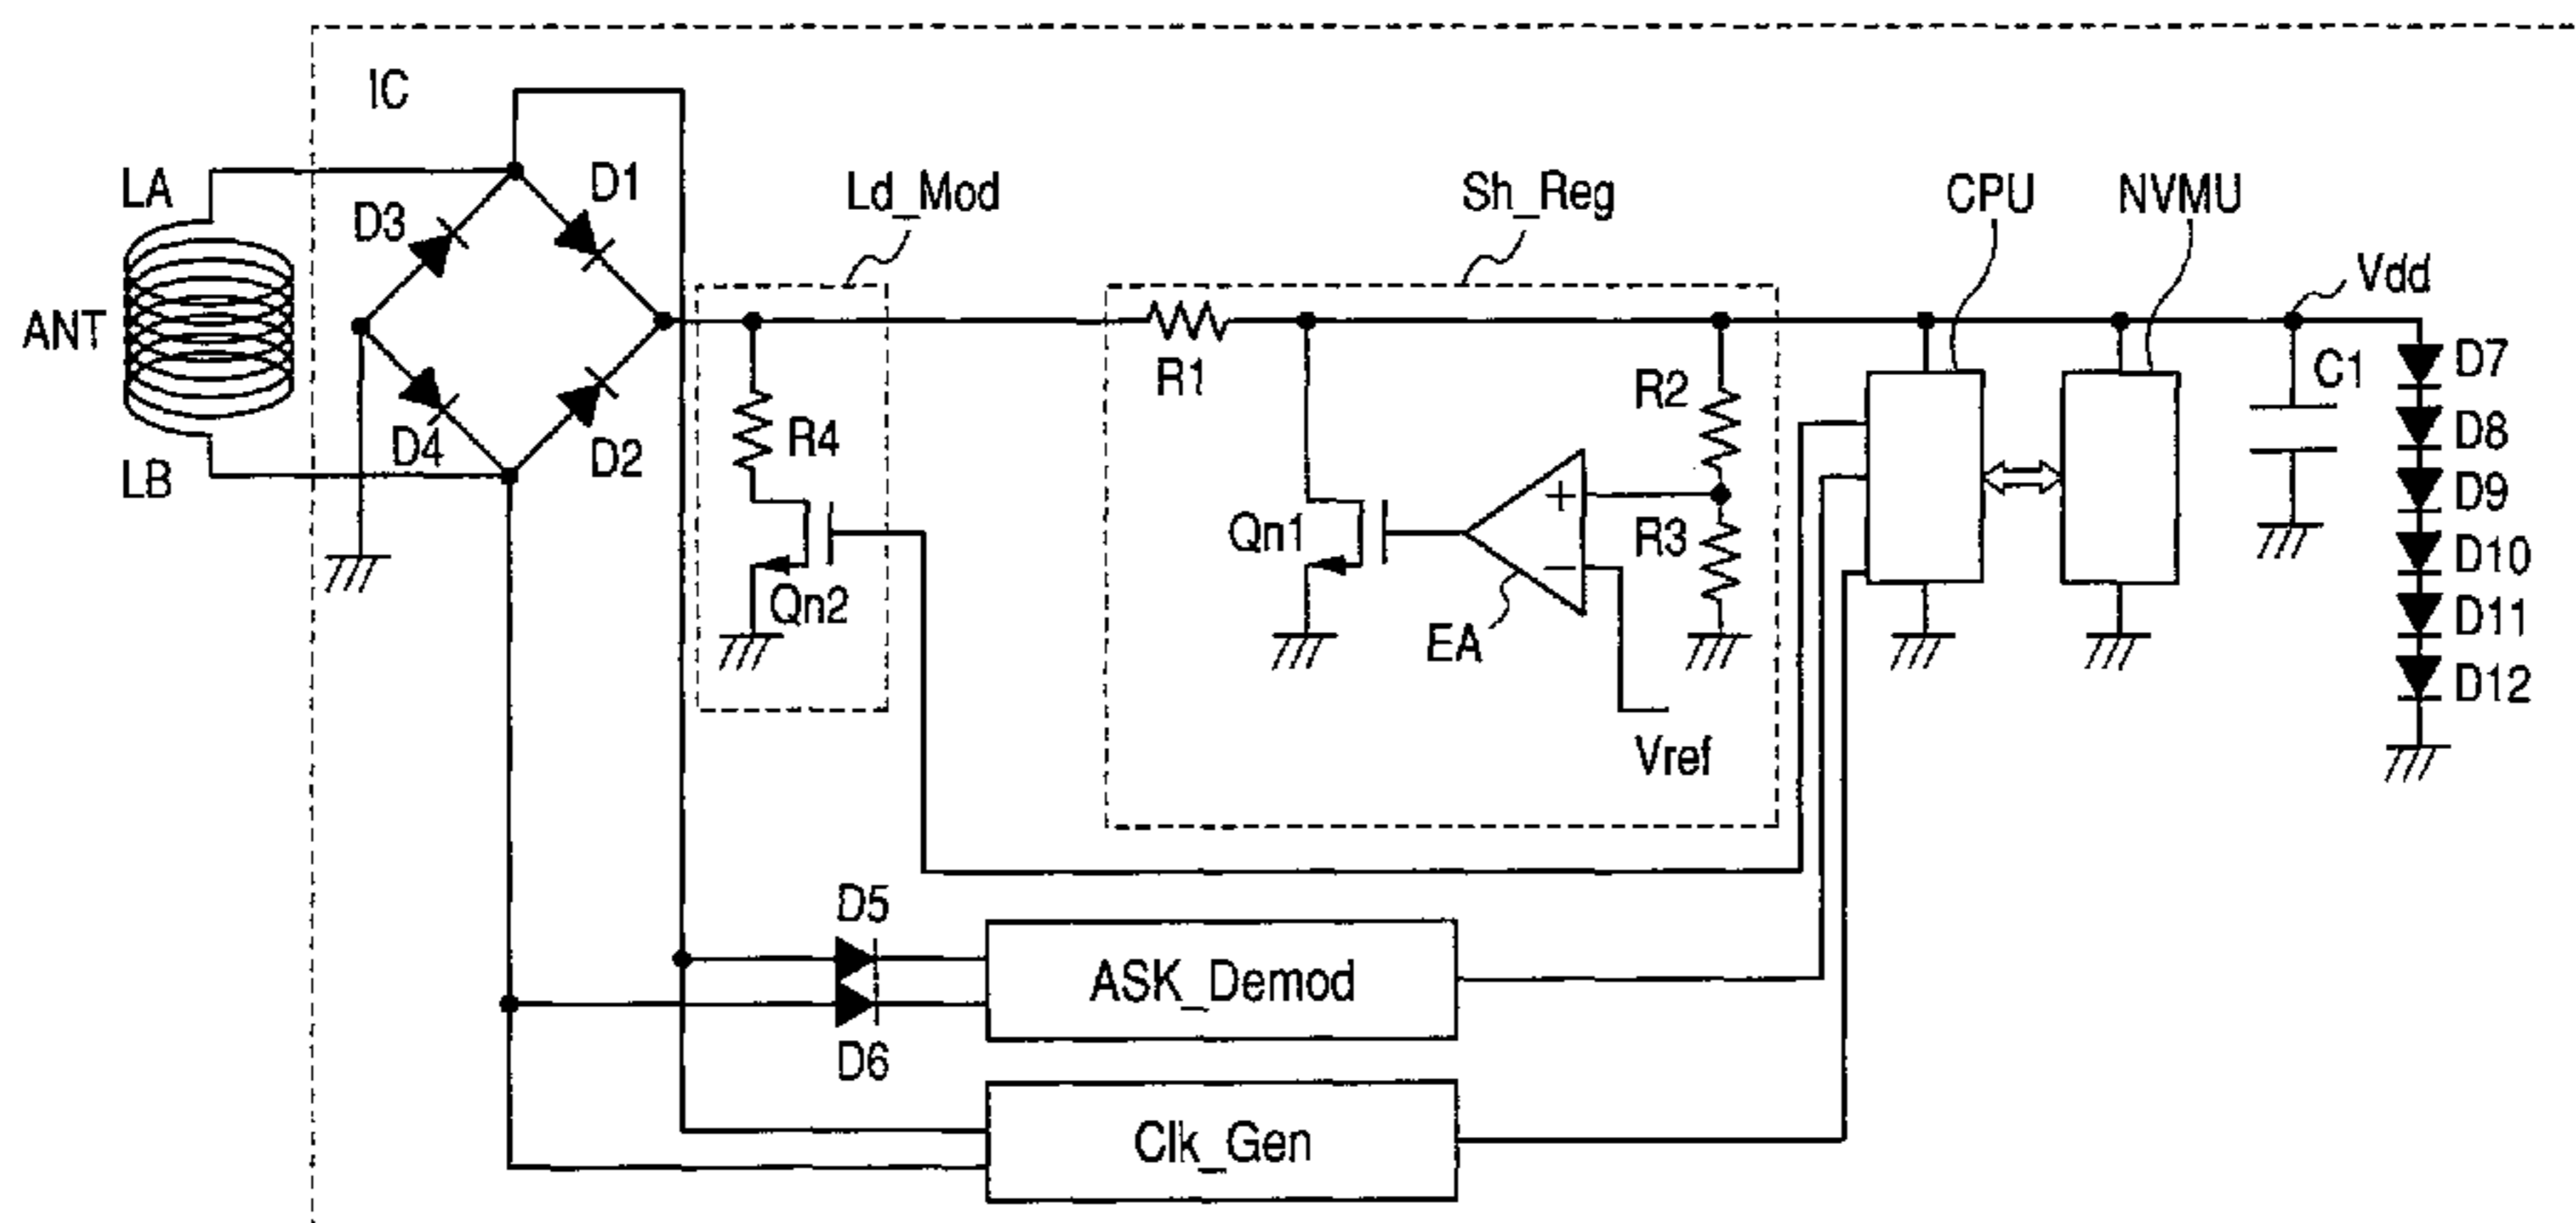 IC
LA
ANT
LB
D3
D1
D4
D2
Ld_Mod
R4
Qn2
Sh_Reg
R1
R2
R3
Qn1
+
−
EA
Vref
CPU
NVMU
Vdd
C1
D7
D8
D9
D10
D11
D12
D5
D6
ASK_Demod
Clk_Gen